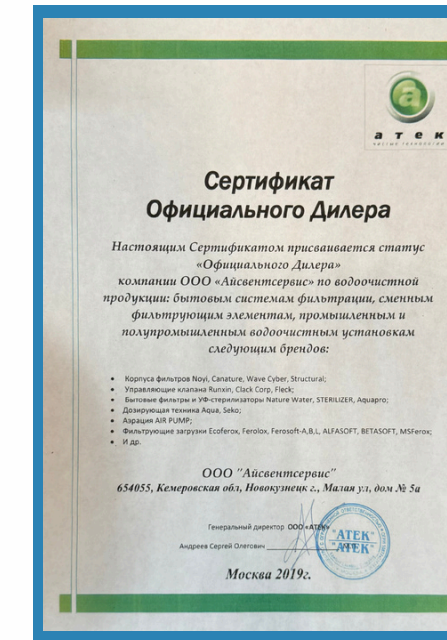 а т е к
чистые технологии
Сертификат
Официального Дилера
Настоящим Сертификатом присваивается статус
«Официального Дилера»
компании ООО «Айсвентсервис» по водоочистной
продукции: бытовым системам фильтрации, сменным
фильтрующим элементам, промышленным и
полупромышленным водоочистным установкам
следующим брендов:
• Корпуса фильтров Noyi, Canature, Wave Cyber, Structural;
• Управляющие клапана Runxin, Clack Corp, Fleck;
• Бытовые фильтры и УФ-стерилизаторы Nature Water, STERILIZER, Aquapro;
• Дозирующая техника Aqua, Seko;
• Аэрация AIR PUMP;
• Фильтрующие загрузки Ecoferox, Ferolox, Ferosoft-A,B,L, ALFASOFT, BETASOFT, MSFerox;
• И др.
ООО "Айсвентсервис"
654055, Кемеровская обл, Новокузнецк г., Малая ул, дом № 5а
Генеральный директор ООО «АТЕК»
Андреев Сергей Олегович
"АТЕК"
"АТЕК"
Москва 2019г.